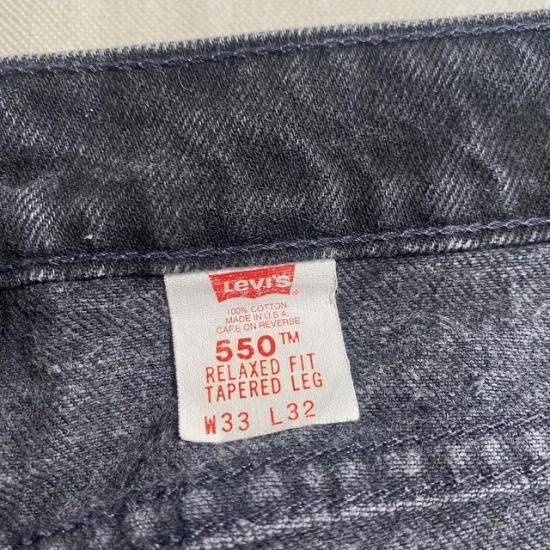 Levi's
100% COTTON
MADE IN U.S.A.
CARE ON REVERSE
550™
RELAXED FIT
TAPERED LEG
W33 L32